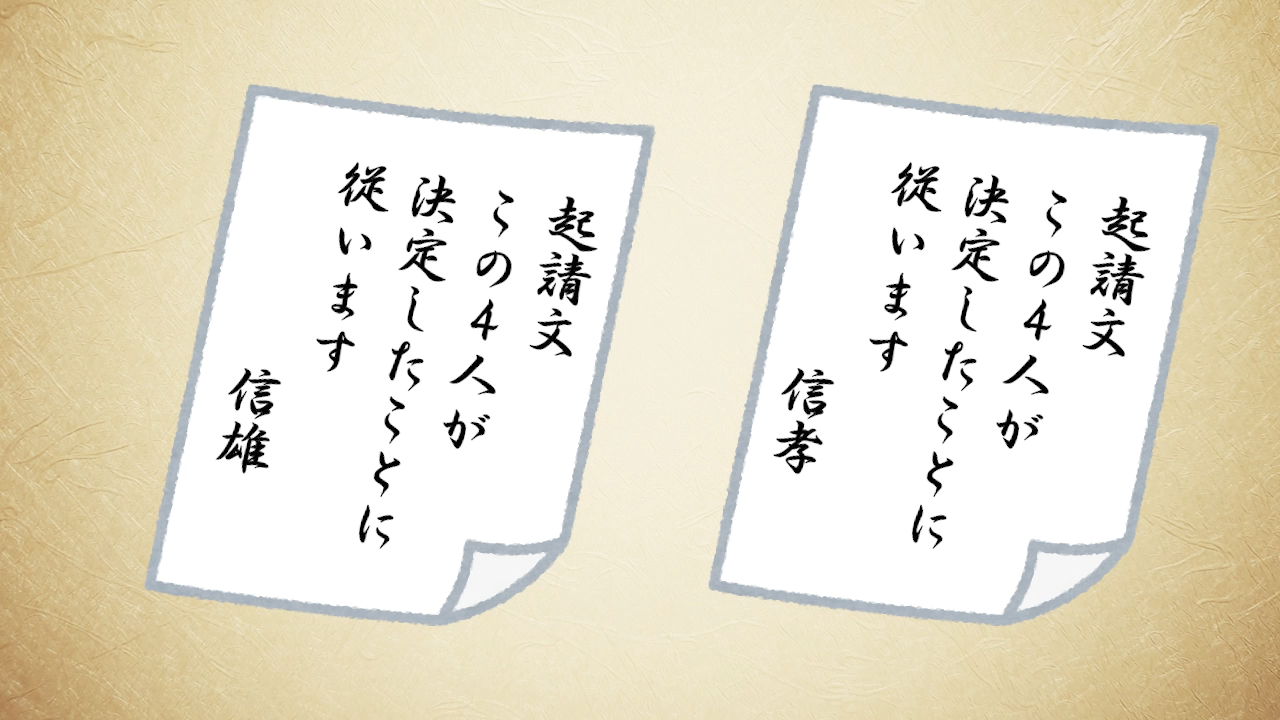 起請文
この4人が
決定したことに
従います
信雄
起請文
この4人が
決定したことに
従います
信孝